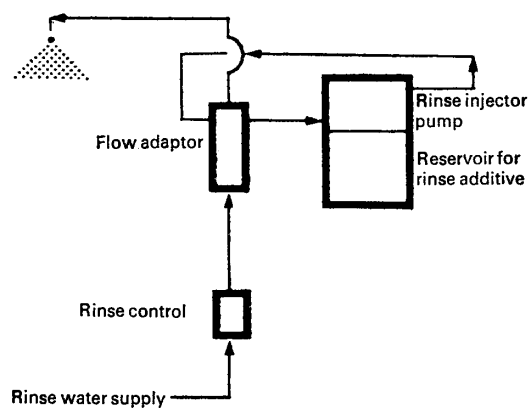 Rinse injector
pump
Flow adaptor
Reservoir for
rinse additive
Rinse control
Rinse water supply